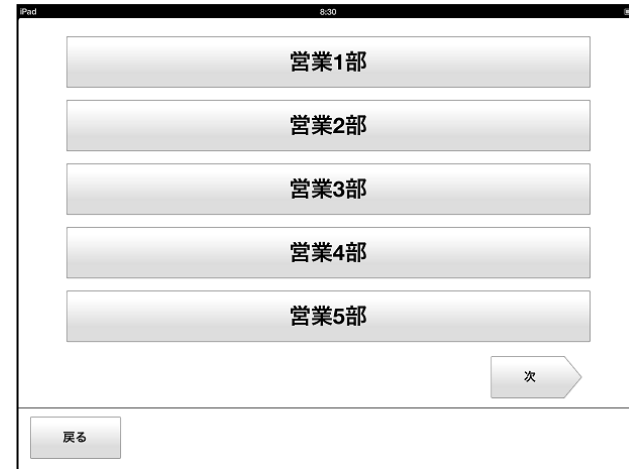 iPad 8:30
営業1部
営業2部
営業3部
営業4部
営業5部
次
戻る